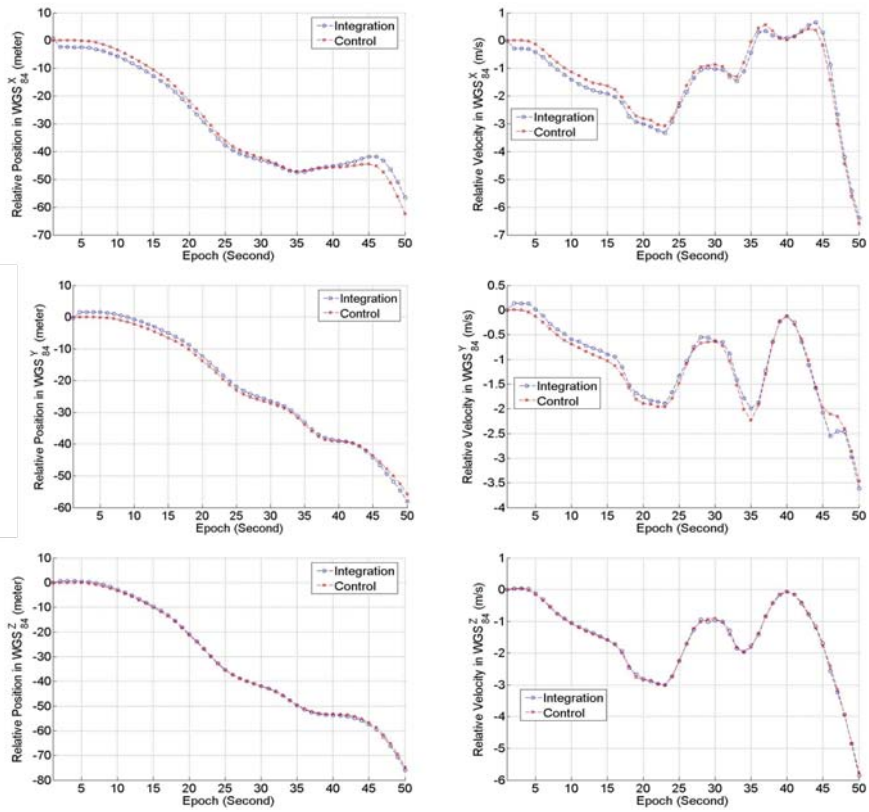 Relative Position in WGS84 X (meter)
10
0
-10
-20
-30
-40
-50
-60
-70
5 10 15 20 25 30 35 40 45 50
Epoch (Second)
Integration
Control
Relative Velocity in WGS84 X (m/s)
1
0
-1
-2
-3
-4
-5
-6
-7
5 10 15 20 25 30 35 40 45 50
Epoch (Second)
Integration
Control
Relative Position in WGS84 Y (meter)
10
0
-10
-20
-30
-40
-50
-60
5 10 15 20 25 30 35 40 45 50
Epoch (Second)
Integration
Control
Relative Velocity in WGS84 Y (m/s)
0.5
0
-0.5
-1
-1.5
-2
-2.5
-3
-3.5
-4
5 10 15 20 25 30 35 40 45 50
Epoch (Second)
Integration
Control
Relative Position in WGS84 Z (meter)
10
0
-10
-20
-30
-40
-50
-60
-70
-80
5 10 15 20 25 30 35 40 45 50
Epoch (Second)
Integration
Control
Relative Velocity in WGS84 Z (m/s)
1
0
-1
-2
-3
-4
-5
-6
5 10 15 20 25 30 35 40 45 50
Epoch (Second)
Integration
Control